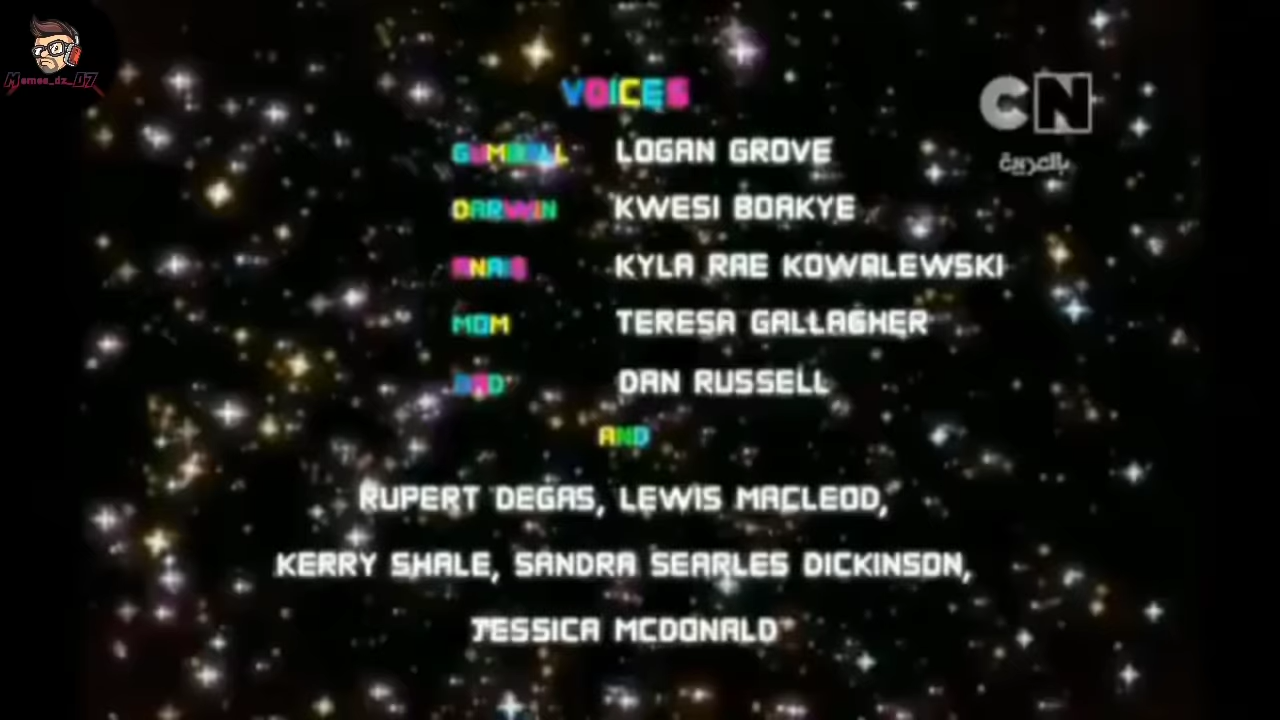 Memes_dz_07
VOICES
CN
بالعربية
GUMBALL LOGAN GROVE
DARWIN KWESI BOAKYE
ANAIS KYLA RAE KOWALEWSKI
MOM TERESA GALLAGHER
DAD DAN RUSSELL
AND
RUPERT DEGAS, LEWIS MACLEOD,
KERRY SHALE, SANDRA SEARLES DICKINSON,
JESSICA MCDONALD